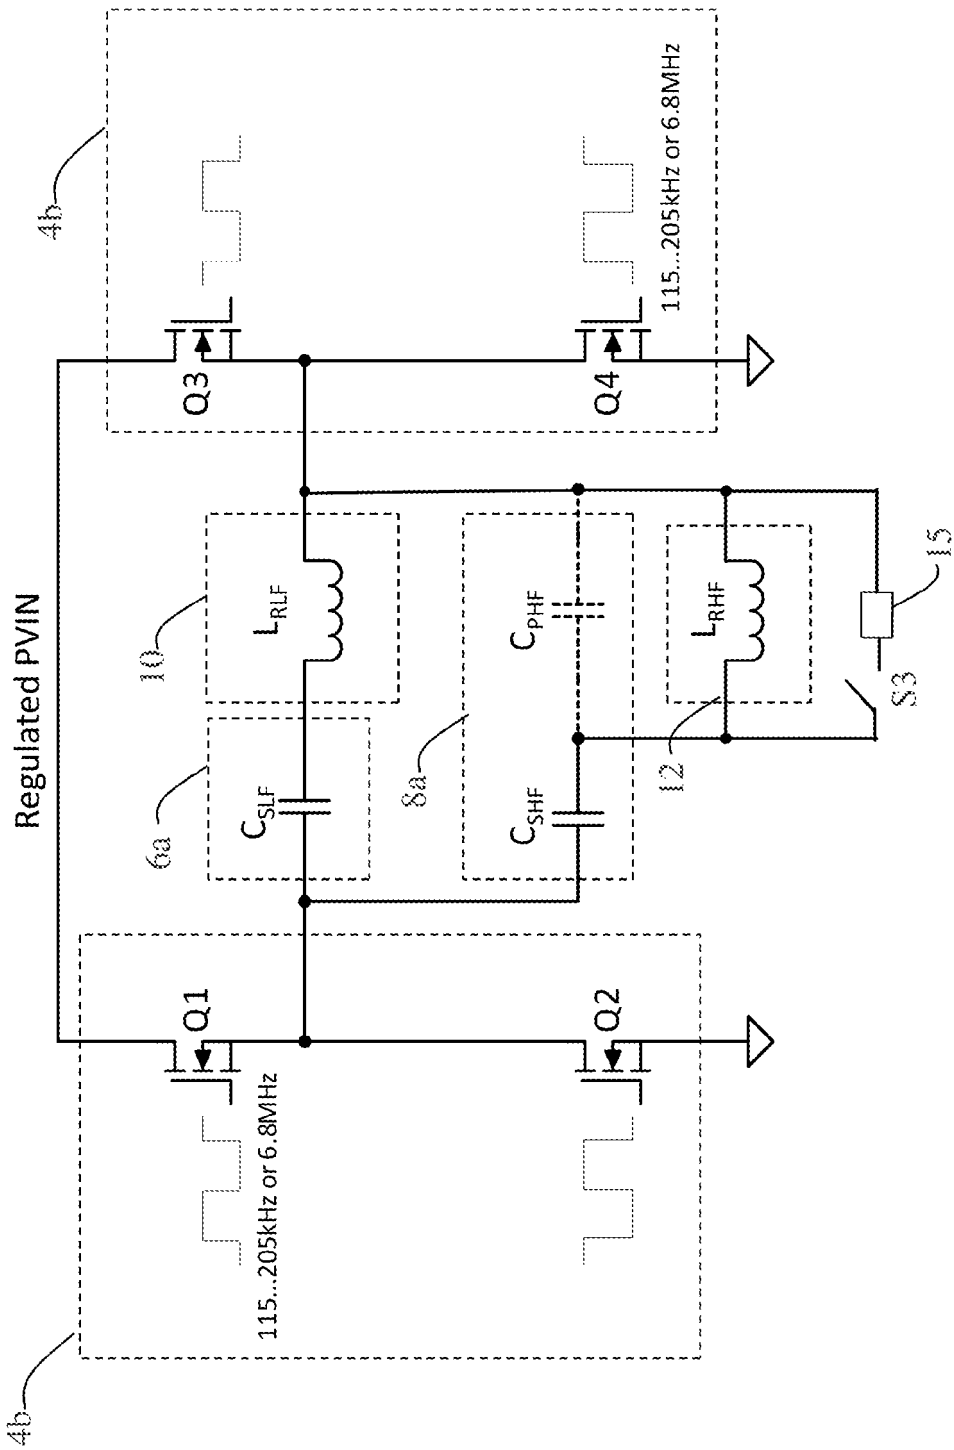 Regulated PVIN
4b
4b
Q1
Q3
115...205kHz or 6.8MHz
6a
10
C_SLF
L_RLF
8a
C_SHF
C_PHF
Q2
Q4
115...205kHz or 6.8MHz
12
L_RHF
S3
15